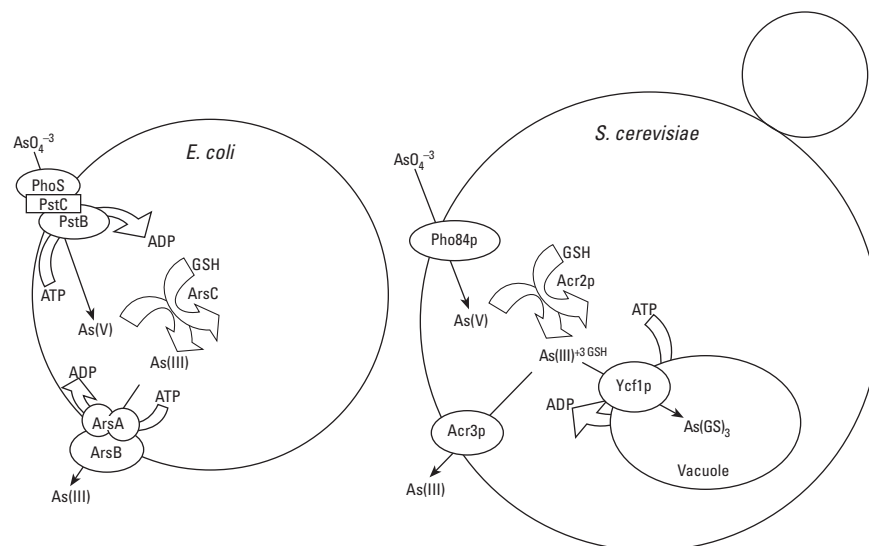 E. coli
AsO₄⁻³
PhoS
PstC
PstB
ADP
ATP
GSH
ArsC
As(V)
As(III)
ADP
ATP
ArsA
ArsB
As(III)
S. cerevisiae
AsO₄⁻³
Pho84p
GSH
Acr2p
As(V)
ATP
As(III)⁺³ ᴳˢᴴ
Ycf1p
ADP
As(GS)₃
Acr3p
Vacuole
As(III)